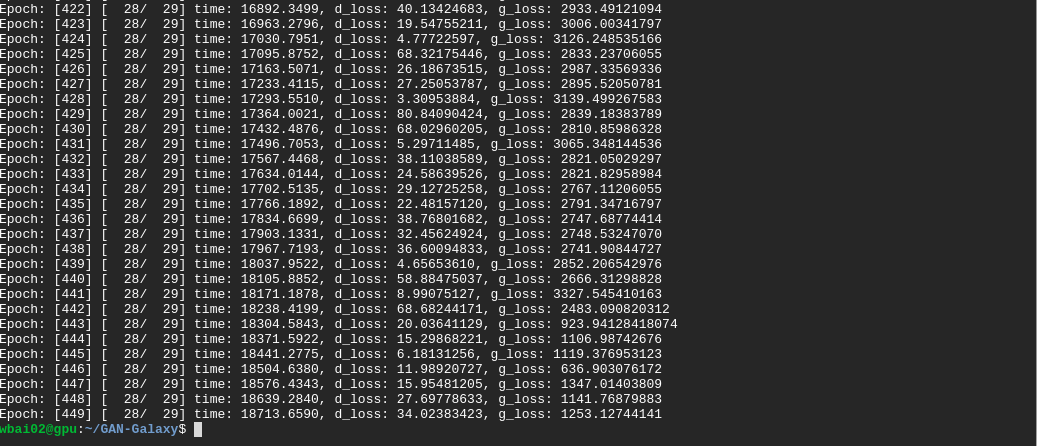 Epoch: [422] [  28/  29] time: 16892.3499, d_loss: 40.13424683, g_loss: 2933.49121094
Epoch: [423] [  28/  29] time: 16963.2796, d_loss: 19.54755211, g_loss: 3006.00341797
Epoch: [424] [  28/  29] time: 17030.7951, d_loss: 4.77722597, g_loss: 3126.248535166
Epoch: [425] [  28/  29] time: 17095.8752, d_loss: 68.32175446, g_loss: 2833.23706055
Epoch: [426] [  28/  29] time: 17163.5071, d_loss: 26.18673515, g_loss: 2987.33569336
Epoch: [427] [  28/  29] time: 17233.4115, d_loss: 27.25053787, g_loss: 2895.52050781
Epoch: [428] [  28/  29] time: 17293.5510, d_loss: 3.30953884, g_loss: 3139.499267583
Epoch: [429] [  28/  29] time: 17364.0021, d_loss: 80.84090424, g_loss: 2839.18383789
Epoch: [430] [  28/  29] time: 17432.4876, d_loss: 68.02960205, g_loss: 2810.85986328
Epoch: [431] [  28/  29] time: 17496.7053, d_loss: 5.29711485, g_loss: 3065.348144536
Epoch: [432] [  28/  29] time: 17567.4468, d_loss: 38.11038589, g_loss: 2821.05029297
Epoch: [433] [  28/  29] time: 17634.0144, d_loss: 24.58639526, g_loss: 2821.82958984
Epoch: [434] [  28/  29] time: 17702.5135, d_loss: 29.12725258, g_loss: 2767.11206055
Epoch: [435] [  28/  29] time: 17766.1892, d_loss: 22.48157120, g_loss: 2791.34716797
Epoch: [436] [  28/  29] time: 17834.6699, d_loss: 38.76801682, g_loss: 2747.68774414
Epoch: [437] [  28/  29] time: 17903.1331, d_loss: 32.45624924, g_loss: 2748.53247070
Epoch: [438] [  28/  29] time: 17967.7193, d_loss: 36.60094833, g_loss: 2741.90844727
Epoch: [439] [  28/  29] time: 18037.9522, d_loss: 4.65653610, g_loss: 2852.206542976
Epoch: [440] [  28/  29] time: 18105.8852, d_loss: 58.88475037, g_loss: 2666.31298828
Epoch: [441] [  28/  29] time: 18171.1878, d_loss: 8.99075127, g_loss: 3327.545410163
Epoch: [442] [  28/  29] time: 18238.4199, d_loss: 68.68244171, g_loss: 2483.090820312
Epoch: [443] [  28/  29] time: 18304.5843, d_loss: 20.03641129, g_loss: 923.94128418074
Epoch: [444] [  28/  29] time: 18371.5922, d_loss: 15.29868221, g_loss: 1106.98742676
Epoch: [445] [  28/  29] time: 18441.2775, d_loss: 6.18131256, g_loss: 1119.376953123
Epoch: [446] [  28/  29] time: 18504.6380, d_loss: 11.98920727, g_loss: 636.903076172
Epoch: [447] [  28/  29] time: 18576.4343, d_loss: 15.95481205, g_loss: 1347.01403809
Epoch: [448] [  28/  29] time: 18639.2840, d_loss: 27.69778633, g_loss: 1141.76879883
Epoch: [449] [  28/  29] time: 18713.6590, d_loss: 34.02383423, g_loss: 1253.12744141
wbai02@gpu:~/GAN-Galaxy$